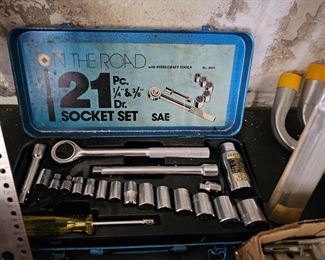 ON THE ROAD
with STEELCRAFT TOOLS
21
Pc.
¼ & ⅜"
Dr.
SOCKET SET
SAE